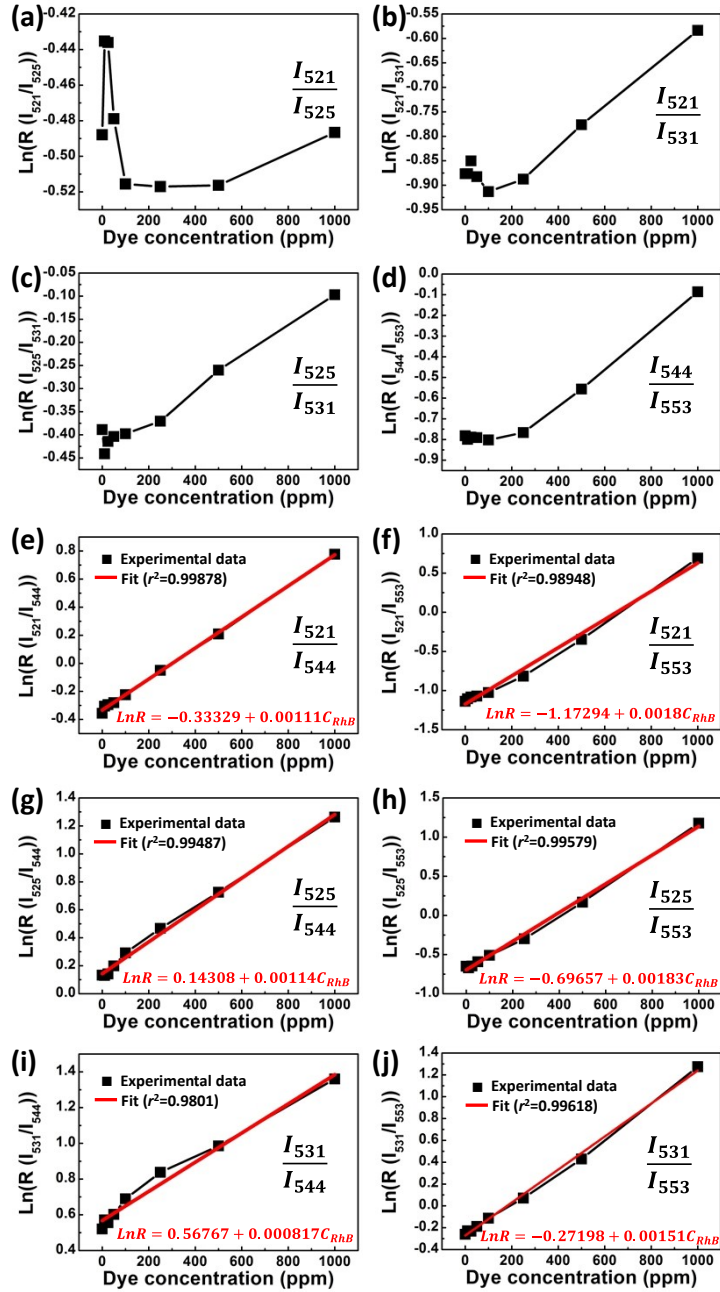 (a)
-0.42
-0.44
-0.46
-0.48
-0.50
-0.52
Ln(R (I521/I525))
I521
I525
0 200 400 600 800 1000
Dye concentration (ppm)
(b)
-0.55
-0.60
-0.65
-0.70
-0.75
-0.80
-0.85
-0.90
-0.95
Ln(R (I521/I531))
I521
I531
0 200 400 600 800 1000
Dye concentration (ppm)
(c)
-0.05
-0.10
-0.15
-0.20
-0.25
-0.30
-0.35
-0.40
-0.45
Ln(R (I525/I531))
I525
I531
0 200 400 600 800 1000
Dye concentration (ppm)
(d)
0.0
-0.1
-0.2
-0.3
-0.4
-0.5
-0.6
-0.7
-0.8
-0.9
Ln(R (I544/I553))
I544
I553
0 200 400 600 800 1000
Dye concentration (ppm)
(e)
0.8
0.6
0.4
0.2
0.0
-0.2
-0.4
Ln(R (I521/I544))
Experimental data
Fit (r²=0.99878)
I521
I544
LnR = −0.33329 + 0.00111CRhB
0 200 400 600 800 1000
Dye concentration (ppm)
(f)
1.0
0.5
0.0
-0.5
-1.0
-1.5
Ln(R (I521/I553))
Experimental data
Fit (r²=0.98948)
I521
I553
LnR = −1.17294 + 0.0018CRhB
0 200 400 600 800 1000
Dye concentration (ppm)
(g)
1.4
1.2
1.0
0.8
0.6
0.4
0.2
0.0
Ln(R (I525/I544))
Experimental data
Fit (r²=0.99487)
I525
I544
LnR = 0.14308 + 0.00114CRhB
0 200 400 600 800 1000
Dye concentration (ppm)
(h)
1.5
1.0
0.5
0.0
-0.5
-1.0
Ln(R (I525/I553))
Experimental data
Fit (r²=0.99579)
I525
I553
LnR = −0.69657 + 0.00183CRhB
0 200 400 600 800 1000
Dye concentration (ppm)
(i)
1.4
1.2
1.0
0.8
0.6
0.4
Ln(R (I531/I544))
Experimental data
Fit (r²=0.9801)
I531
I544
LnR = 0.56767 + 0.000817CRhB
0 200 400 600 800 1000
Dye concentration (ppm)
(j)
1.4
1.2
1.0
0.8
0.6
0.4
0.2
0.0
-0.2
-0.4
Ln(R (I531/I553))
Experimental data
Fit (r²=0.99618)
I531
I553
LnR = −0.27198 + 0.00151CRhB
0 200 400 600 800 1000
Dye concentration (ppm)